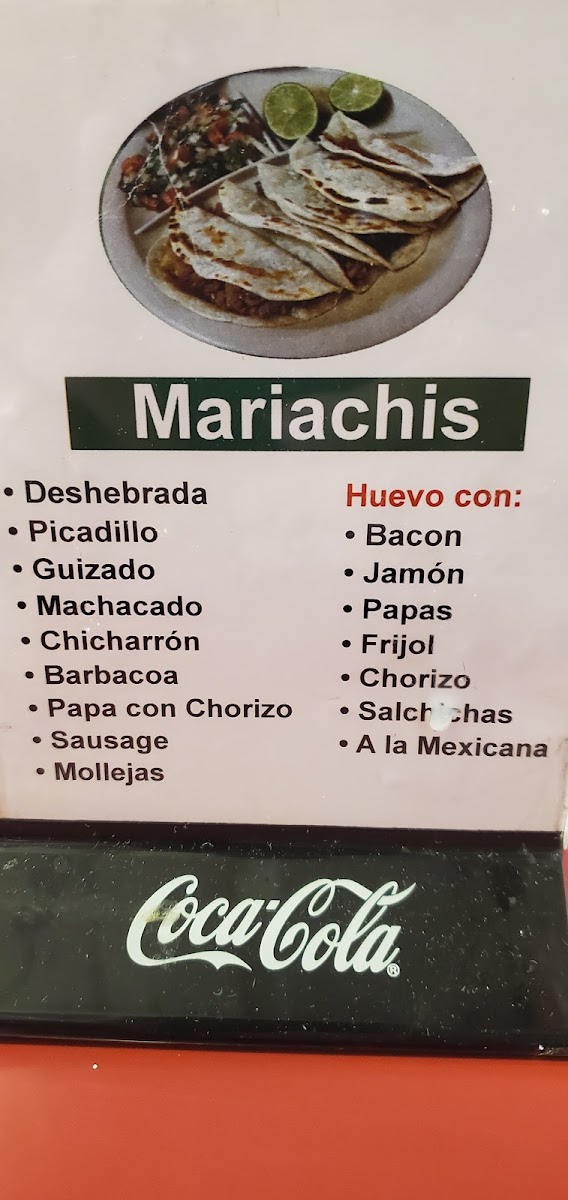 Mariachis
• Deshebrada
• Picadillo
• Guizado
• Machacado
• Chicharrón
• Barbacoa
• Papa con Chorizo
• Sausage
• Mollejas
Huevo con:
• Bacon
• Jamón
• Papas
• Frijol
• Chorizo
• Salchichas
• A la Mexicana
Coca-Cola®